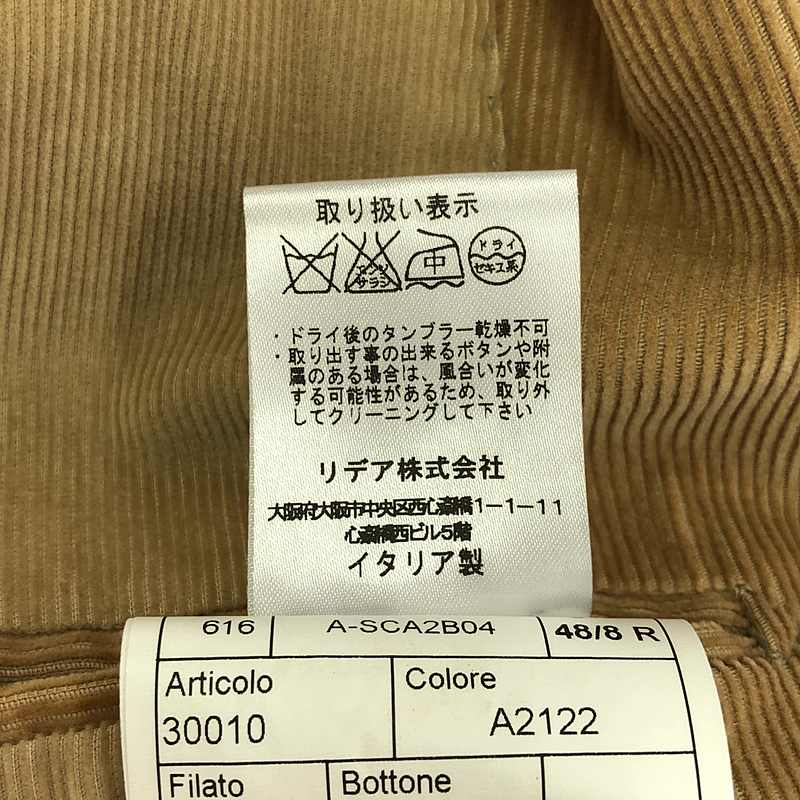 取り扱い表示
エンソ
サラシ
中
ドライ
セキユ系
・ドライ後のタンブラー乾燥不可
・取り出す事の出来るボタンや附
属のある場合は、風合いが変化
する可能性があるため、取り外
してクリーニングして下さい
リデア株式会社
大阪府大阪市中央区西心斎橋1-1-11
心斎橋西ビル5階
イタリア製
616 A-SCA2B04 48/8 R
Articolo Colore
30010 A2122
Filato Bottone